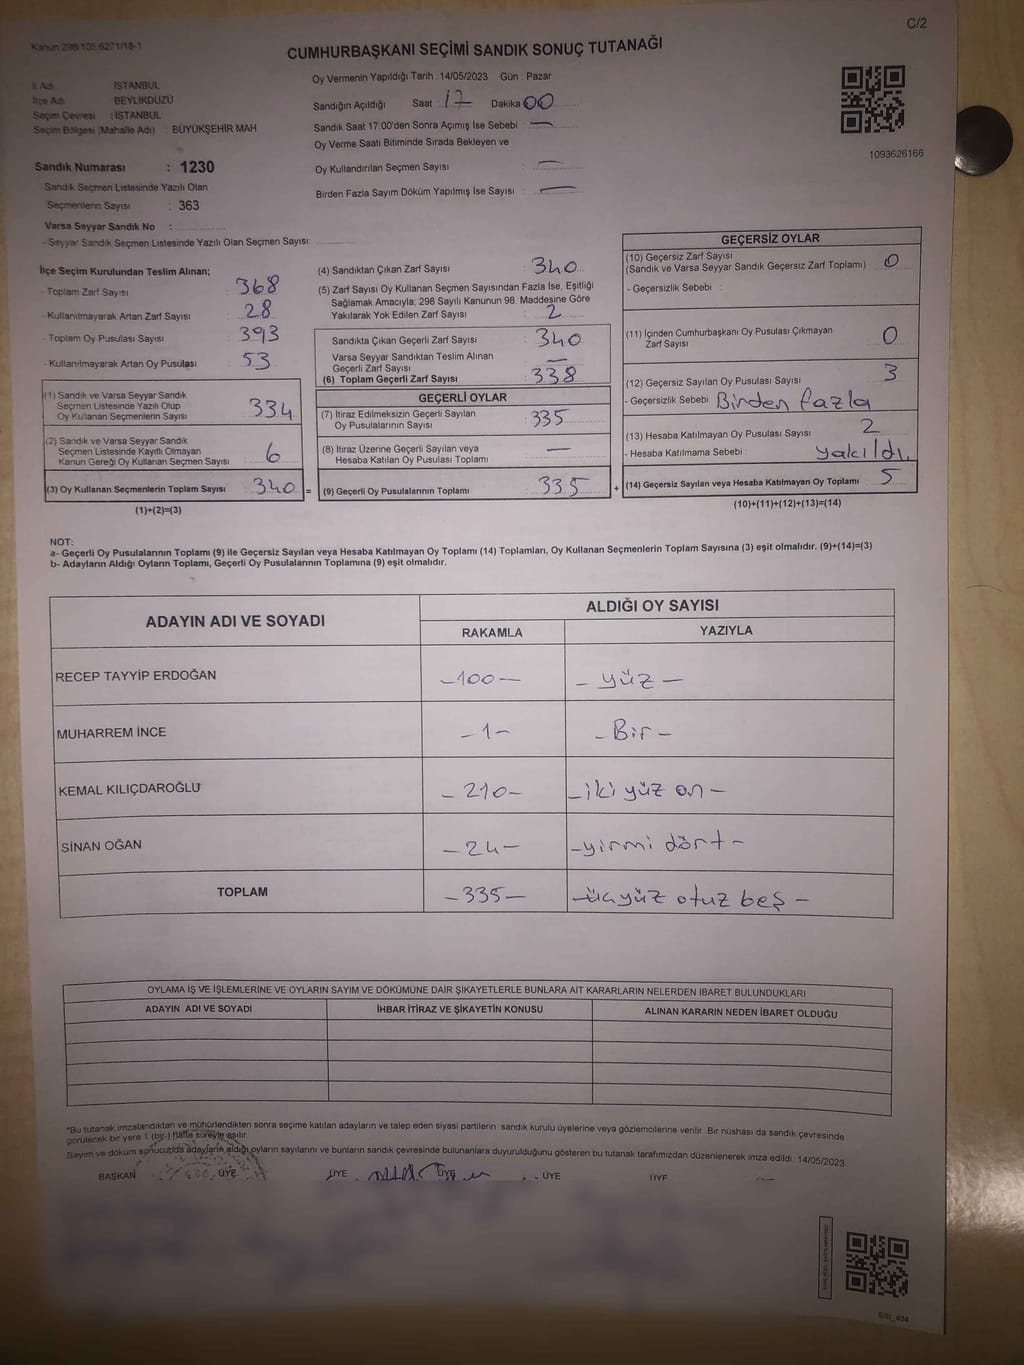 C/2
Kanun 298/105,6271/18-1
CUMHURBAŞKANI SEÇİMİ SANDIK SONUÇ TUTANAĞI
İl Adı : İSTANBUL
İlçe Adı : BEYLİKDÜZÜ
Seçim Çevresi : İSTANBUL
Seçim Bölgesi (Mahalle Adı) : BÜYÜKŞEHİR MAH
Sandık Numarası : 1230
- Sandık Seçmen Listesinde Yazılı Olan
Seçmenlerin Sayısı : 363
Varsa Seyyar Sandık No :
- Seyyar Sandık Seçmen Listesinde Yazılı Olan Seçmen Sayısı:
Oy Vermenin Yapıldığı Tarih : 14/05/2023 Gün : Pazar
Sandığın Açıldığı Saat : 17 Dakika 00
Sandık Saat 17:00'den Sonra Açımış İse Sebebi : —
Oy Verme Saati Bitiminde Sırada Bekleyen ve
Oy Kullandırılan Seçmen Sayısı : —
Birden Fazla Sayım Döküm Yapılmış İse Sayısı : —
1093626166
İlçe Seçim Kurulundan Teslim Alınan;
- Toplam Zarf Sayısı : 368
- Kullanılmayarak Artan Zarf Sayısı : 28
- Toplam Oy Pusulası Sayısı : 393
- Kullanılmayarak Artan Oy Pusulası : 53
(1) Sandık ve Varsa Seyyar Sandık
Seçmen Listesinde Yazılı Olup
Oy Kullanan Seçmenlerin Sayısı : 334
(2) Sandık ve Varsa Seyyar Sandık
Seçmen Listesinde Kayıtlı Olmayan
Kanun Gereği Oy Kullanan Seçmen Sayısı : 6
(3) Oy Kullanan Seçmenlerin Toplam Sayısı : 340
(1)+(2)=(3)
(4) Sandıktan Çıkan Zarf Sayısı : 340
(5) Zarf Sayısı Oy Kullanan Seçmen Sayısından Fazla İse, Eşitliği
Sağlamak Amacıyla; 298 Sayılı Kanunun 98. Maddesine Göre
Yakılarak Yok Edilen Zarf Sayısı : 2
Sandıkta Çıkan Geçerli Zarf Sayısı : 340
Varsa Seyyar Sandıktan Teslim Alınan
Geçerli Zarf Sayısı : —
(6) Toplam Geçerli Zarf Sayısı : 338
GEÇERLİ OYLAR
(7) İtiraz Edilmeksizin Geçerli Sayılan
Oy Pusulalarının Sayısı : 335
(8) İtiraz Üzerine Geçerli Sayılan veya
Hesaba Katılan Oy Pusulası Toplamı : —
= (9) Geçerli Oy Pusulalarının Toplamı : 335
GEÇERSİZ OYLAR
(10) Geçersiz Zarf Sayısı
(Sandık ve Varsa Seyyar Sandık Geçersiz Zarf Toplamı) : 0
- Geçersizlik Sebebi :
(11) İçinden Cumhurbaşkanı Oy Pusulası Çıkmayan
Zarf Sayısı : 0
(12) Geçersiz Sayılan Oy Pusulası Sayısı : 3
- Geçersizlik Sebebi : Birden fazla
(13) Hesaba Katılmayan Oy Pusulası Sayısı : 2
- Hesaba Katılmama Sebebi : yakıldı.
+ (14) Geçersiz Sayılan veya Hesaba Katılmayan Oy Toplamı : 5
(10)+(11)+(12)+(13)=(14)
NOT:
a- Geçerli Oy Pusulalarının Toplamı (9) ile Geçersiz Sayılan veya Hesaba Katılmayan Oy Toplamı (14) Toplamları, Oy Kullanan Seçmenlerin Toplam Sayısına (3) eşit olmalıdır. (9)+(14)=(3)
b- Adayların Aldığı Oyların Toplamı, Geçerli Oy Pusulalarının Toplamına (9) eşit olmalıdır.
ADAYIN ADI VE SOYADI ALDIĞI OY SAYISI
RAKAMLA YAZIYLA
RECEP TAYYİP ERDOĞAN -100- - yüz -
MUHARREM İNCE -1- - Bir -
KEMAL KILIÇDAROĞLU -210- - iki yüz on -
SİNAN OĞAN -24- - yirmi dört -
TOPLAM -335- - üçyüz otuz beş -
OYLAMA İŞ VE İŞLEMLERİNE VE OYLARIN SAYIM VE DÖKÜMÜNE DAİR ŞİKAYETLERLE BUNLARA AİT KARARLARIN NELERDEN İBARET BULUNDUKLARI
ADAYIN ADI VE SOYADI İHBAR İTİRAZ VE ŞİKAYETİN KONUSU ALINAN KARARIN NEDEN İBARET OLDUĞU
*Bu tutanak imzalandıktan ve mühürlendikten sonra seçime katılan adayların ve talep eden siyasi partilerin sandık kurulu üyelerine veya gözlemcilerine verilir. Bir nüshası da sandık çevresinde
görülecek bir yere 1 (bir) hafta süreyle asılır.
Sayım ve döküm sonucunda adayların aldığı oyların sayılarını ve bunların sandık çevresinde bulunanlara duyurulduğunu gösteren bu tutanak tarafımızdan düzenlenerek imza edildi. 14/05/2023
BAŞKAN ÜYE ÜYE ÜYE ÜYE ÜYE